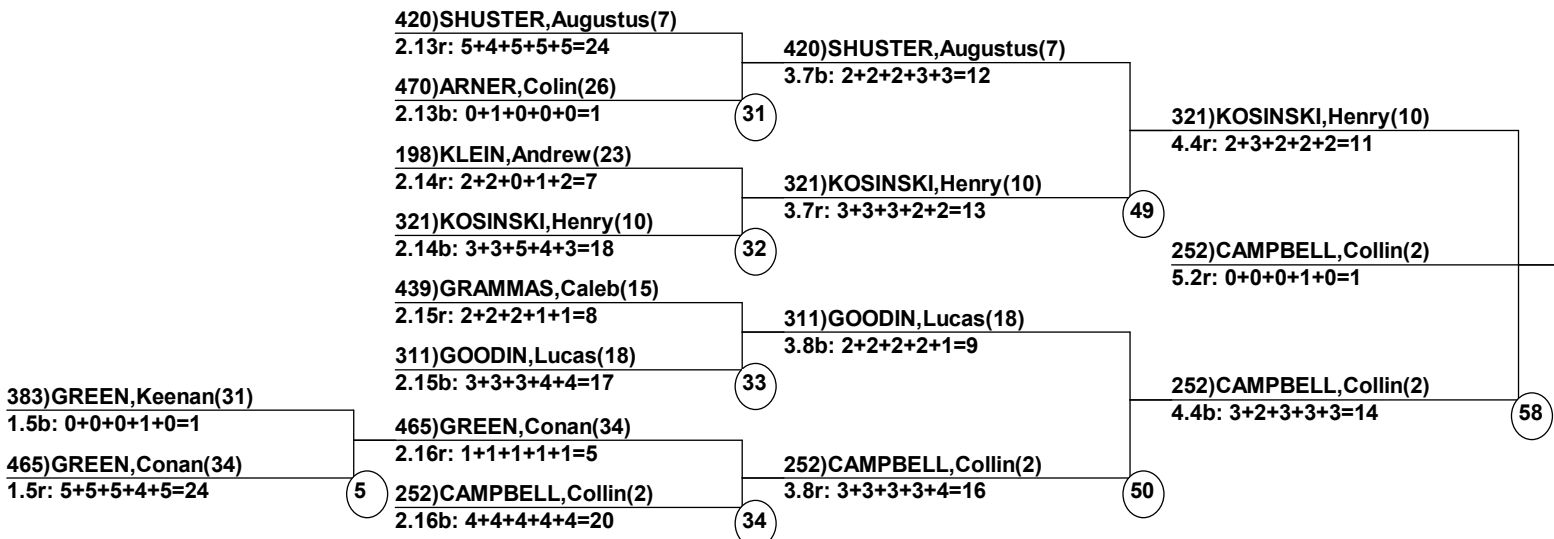 383)GREEN,Keenan(31)
1.5b: 0+0+0+1+0=1
465)GREEN,Conan(34)
1.5r: 5+5+5+4+5=24
5
420)SHUSTER,Augustus(7)
2.13r: 5+4+5+5+5=24
470)ARNER,Colin(26)
2.13b: 0+1+0+0+0=1
31
198)KLEIN,Andrew(23)
2.14r: 2+2+0+1+2=7
321)KOSINSKI,Henry(10)
2.14b: 3+3+5+4+3=18
32
439)GRAMMAS,Caleb(15)
2.15r: 2+2+2+1+1=8
311)GOODIN,Lucas(18)
2.15b: 3+3+3+4+4=17
33
465)GREEN,Conan(34)
2.16r: 1+1+1+1+1=5
252)CAMPBELL,Collin(2)
2.16b: 4+4+4+4+4=20
34
420)SHUSTER,Augustus(7)
3.7b: 2+2+2+3+3=12
321)KOSINSKI,Henry(10)
3.7r: 3+3+3+2+2=13
49
311)GOODIN,Lucas(18)
3.8b: 2+2+2+2+1=9
252)CAMPBELL,Collin(2)
3.8r: 3+3+3+3+4=16
50
321)KOSINSKI,Henry(10)
4.4r: 2+3+2+2+2=11
252)CAMPBELL,Collin(2)
5.2r: 0+0+0+1+0=1
252)CAMPBELL,Collin(2)
4.4b: 3+2+3+3+3=14
58